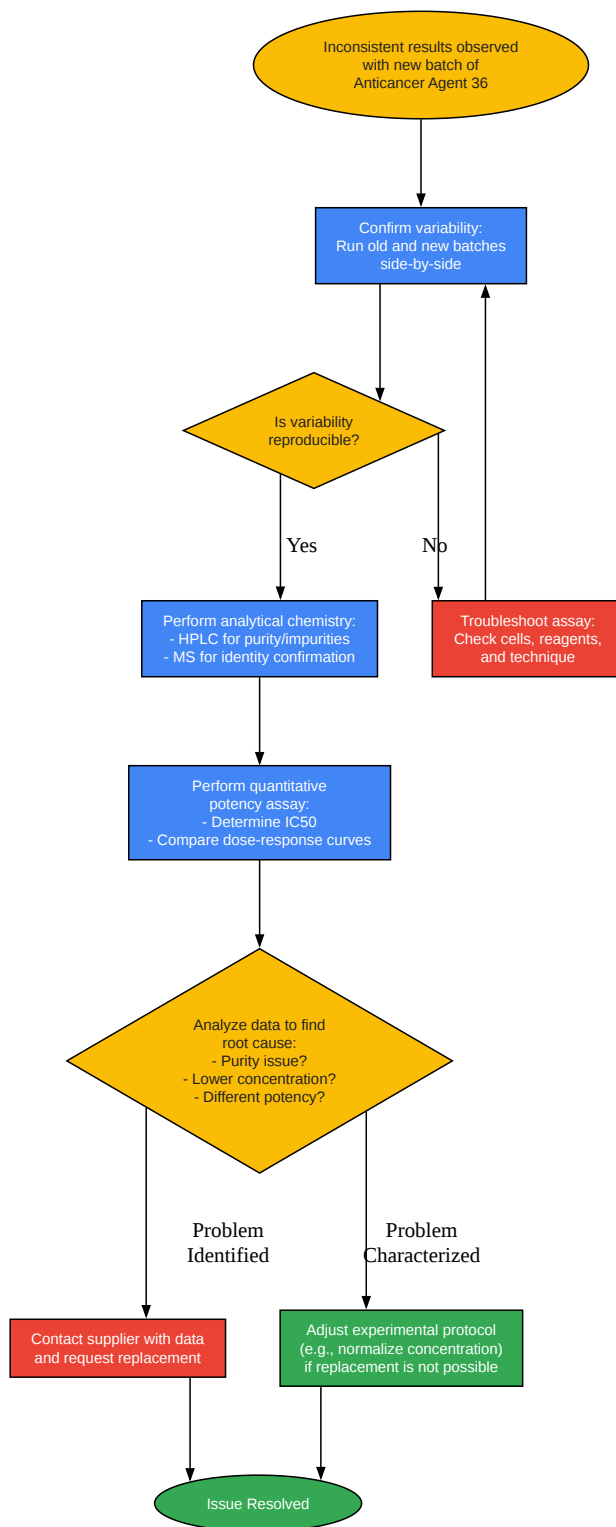 Inconsistent results observed
with new batch of
Anticancer Agent 36
Confirm variability:
Run old and new batches
side-by-side
Is variability
reproducible?
Yes
No
Perform analytical chemistry:
- HPLC for purity/impurities
- MS for identity confirmation
Troubleshoot assay:
Check cells, reagents,
and technique
Perform quantitative
potency assay:
- Determine IC50
- Compare dose-response curves
Analyze data to find
root cause:
- Purity issue?
- Lower concentration?
- Different potency?
Problem
Identified
Problem
Characterized
Contact supplier with data
and request replacement
Adjust experimental protocol
(e.g., normalize concentration)
if replacement is not possible
Issue Resolved